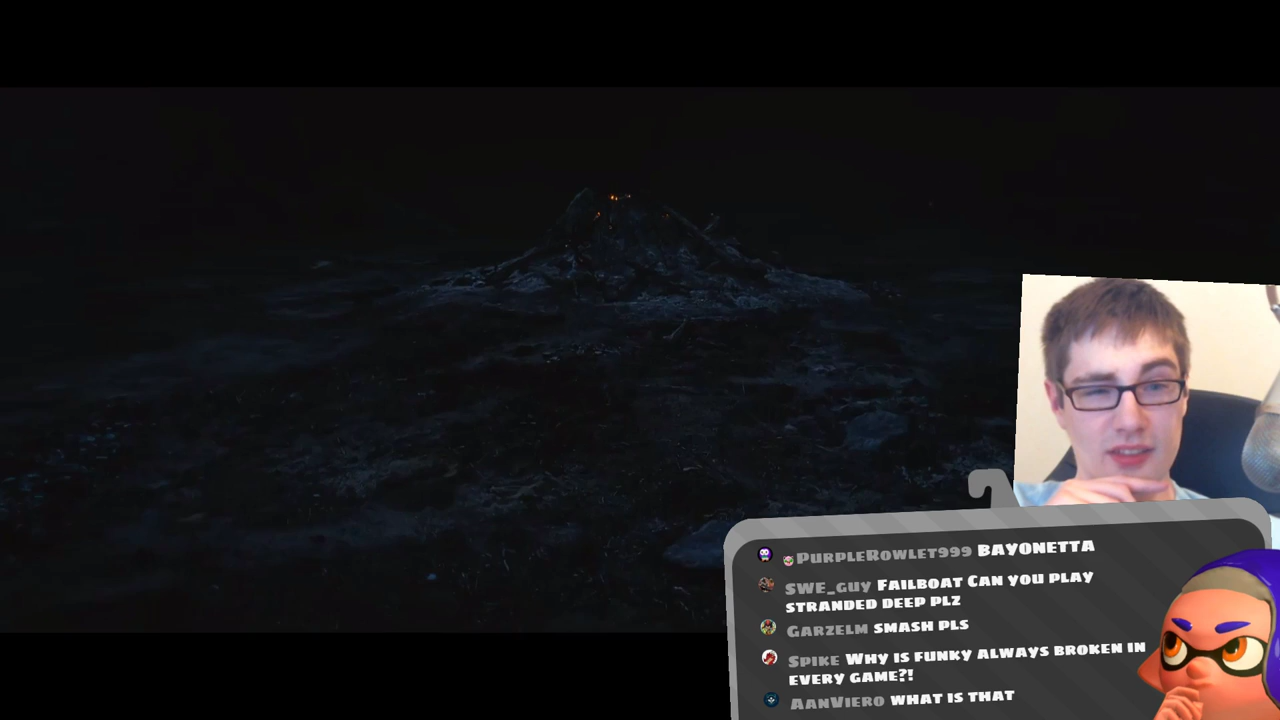 PurpleRowlet999 BAYONETTA
SWE_guy Failboat Can you play
stranded deep plz
Garzelm smash pls
Spike Why is funky always broken in
every game?!
AanViero what is that